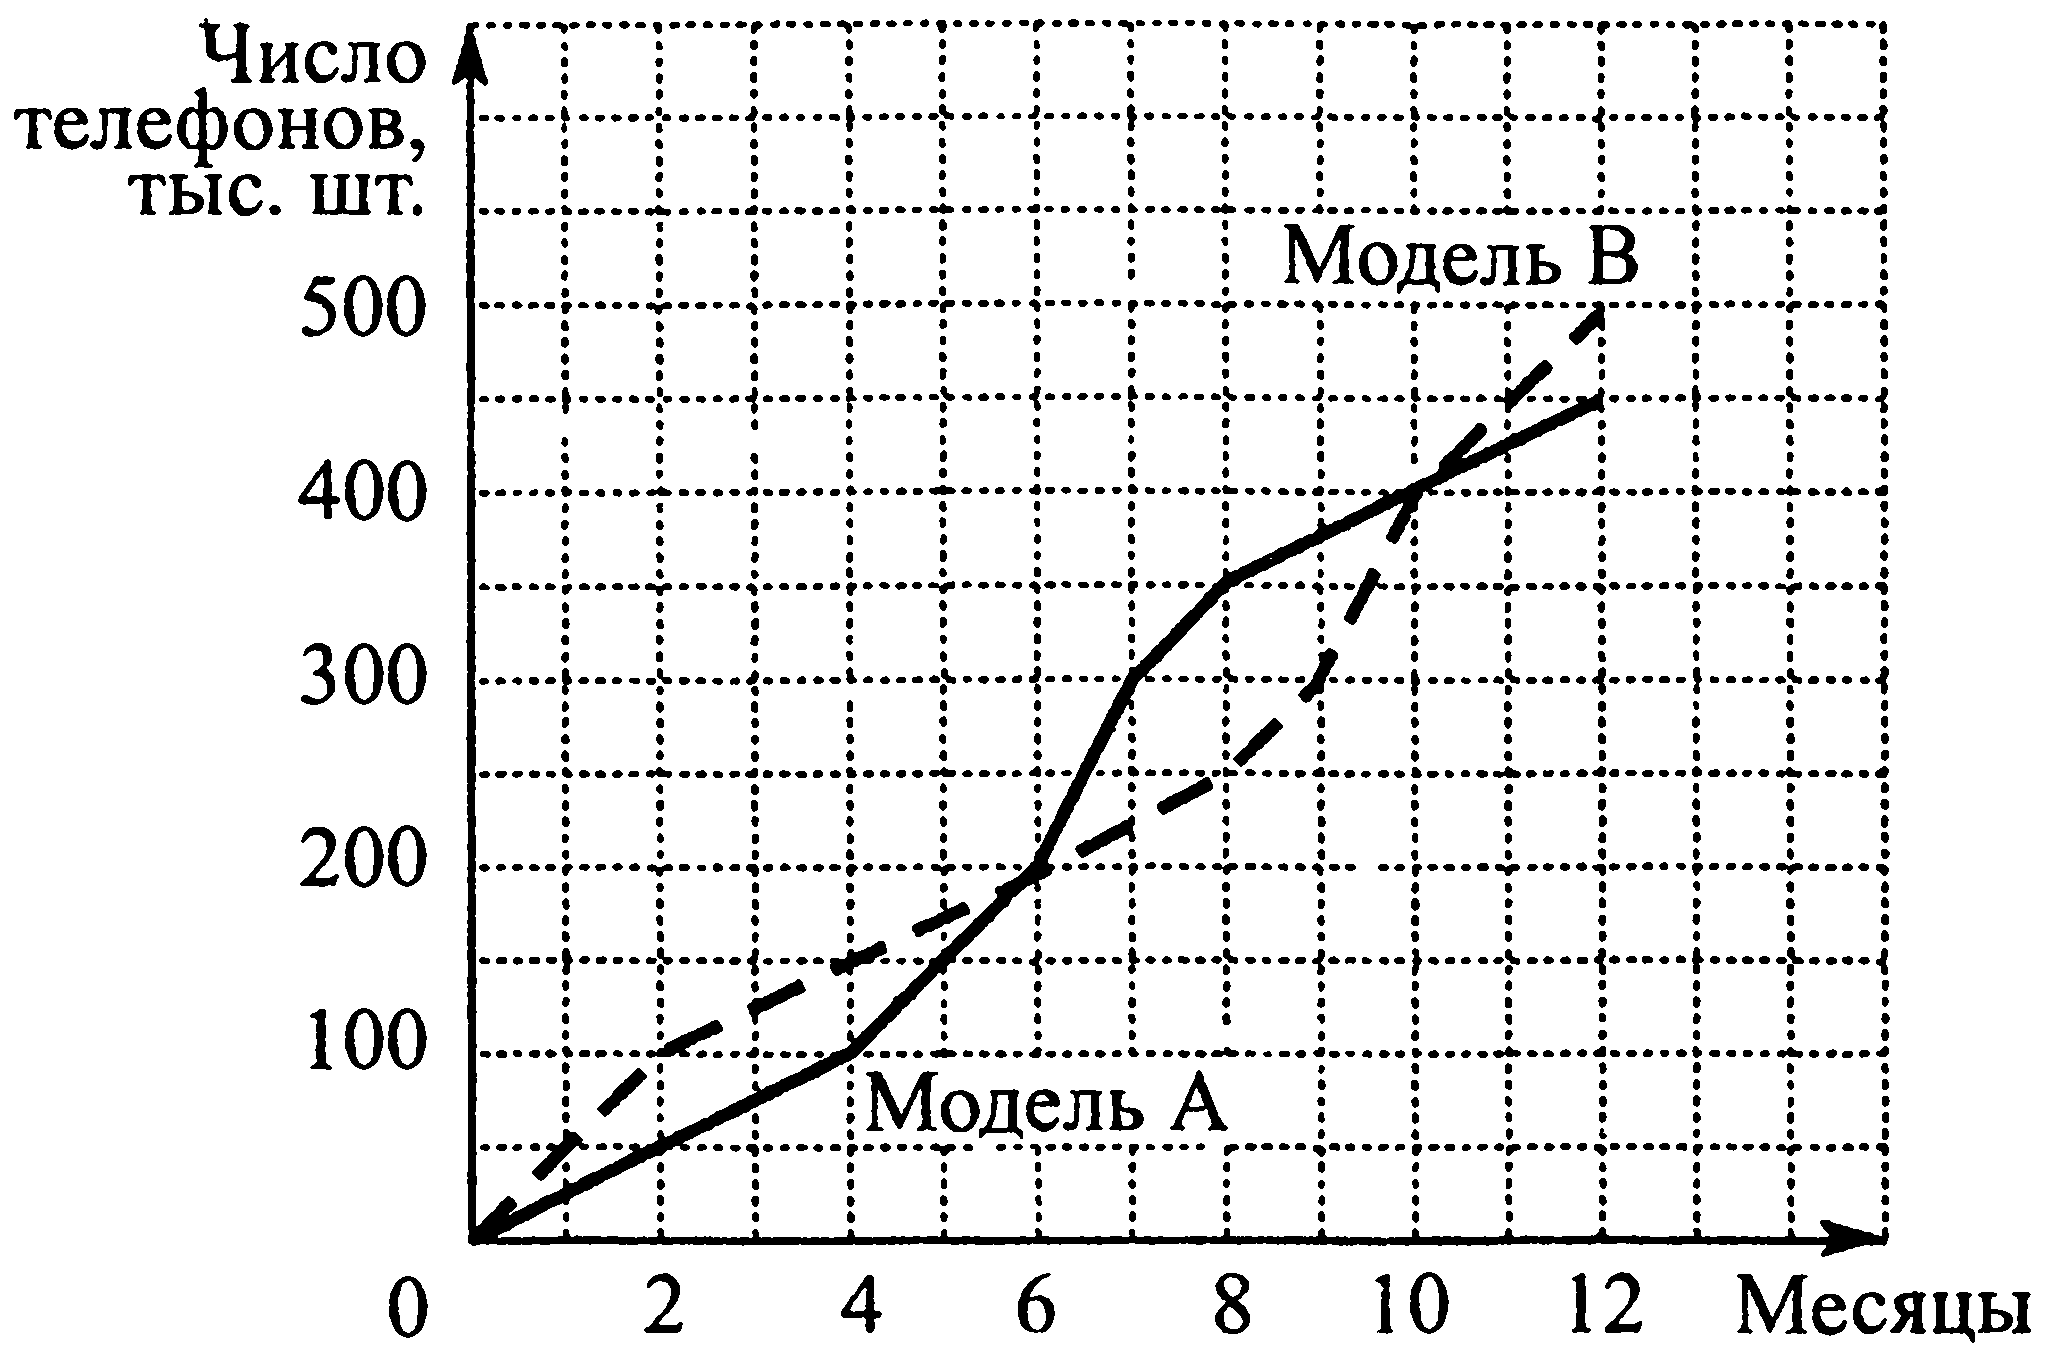 Число
телефонов,
тыс. шт.
Модель В
500
400
300
200
100
Модель А
0 2 4 6 8 10 12 Месяцы